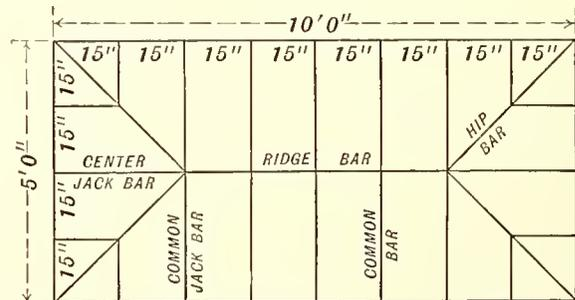 10'0"
15" 15" 15" 15" 15" 15" 15" 15"
15"
15"
5'0"
HIP
BAR
CENTER
RIDGE BAR
JACK BAR
15"
15"
COMMON
JACK BAR
COMMON
BAR